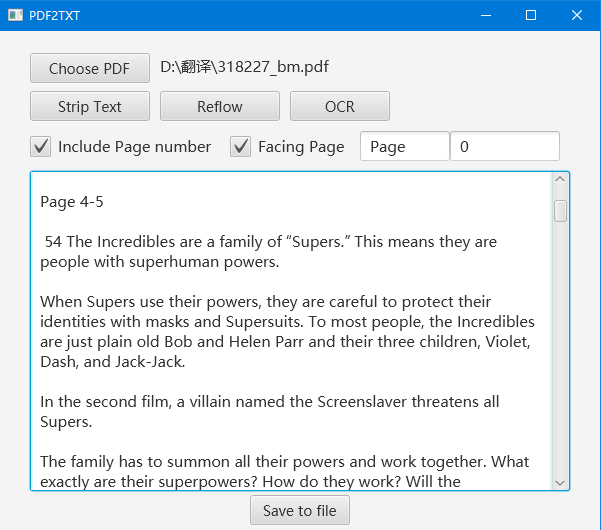 PDF2TXT
Choose PDF D:\翻译\318227_bm.pdf
Strip Text Reflow OCR
Include Page number Facing Page Page 0
Page 4-5
54 The Incredibles are a family of “Supers.” This means they are
people with superhuman powers.
When Supers use their powers, they are careful to protect their
identities with masks and Supersuits. To most people, the Incredibles
are just plain old Bob and Helen Parr and their three children, Violet,
Dash, and Jack-Jack.
In the second film, a villain named the Screenslaver threatens all
Supers.
The family has to summon all their powers and work together. What
exactly are their superpowers? How do they work? Will the
Save to file